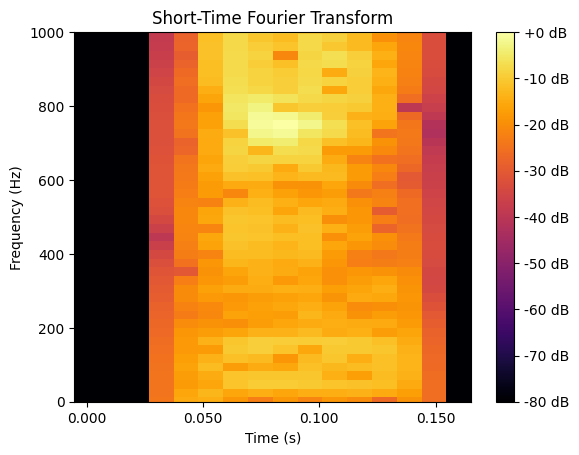 Short-Time Fourier Transform
1000
800
600
400
200
0
Frequency (Hz)
0.000
0.050
0.100
0.150
Time (s)
+0 dB
-10 dB
-20 dB
-30 dB
-40 dB
-50 dB
-60 dB
-70 dB
-80 dB